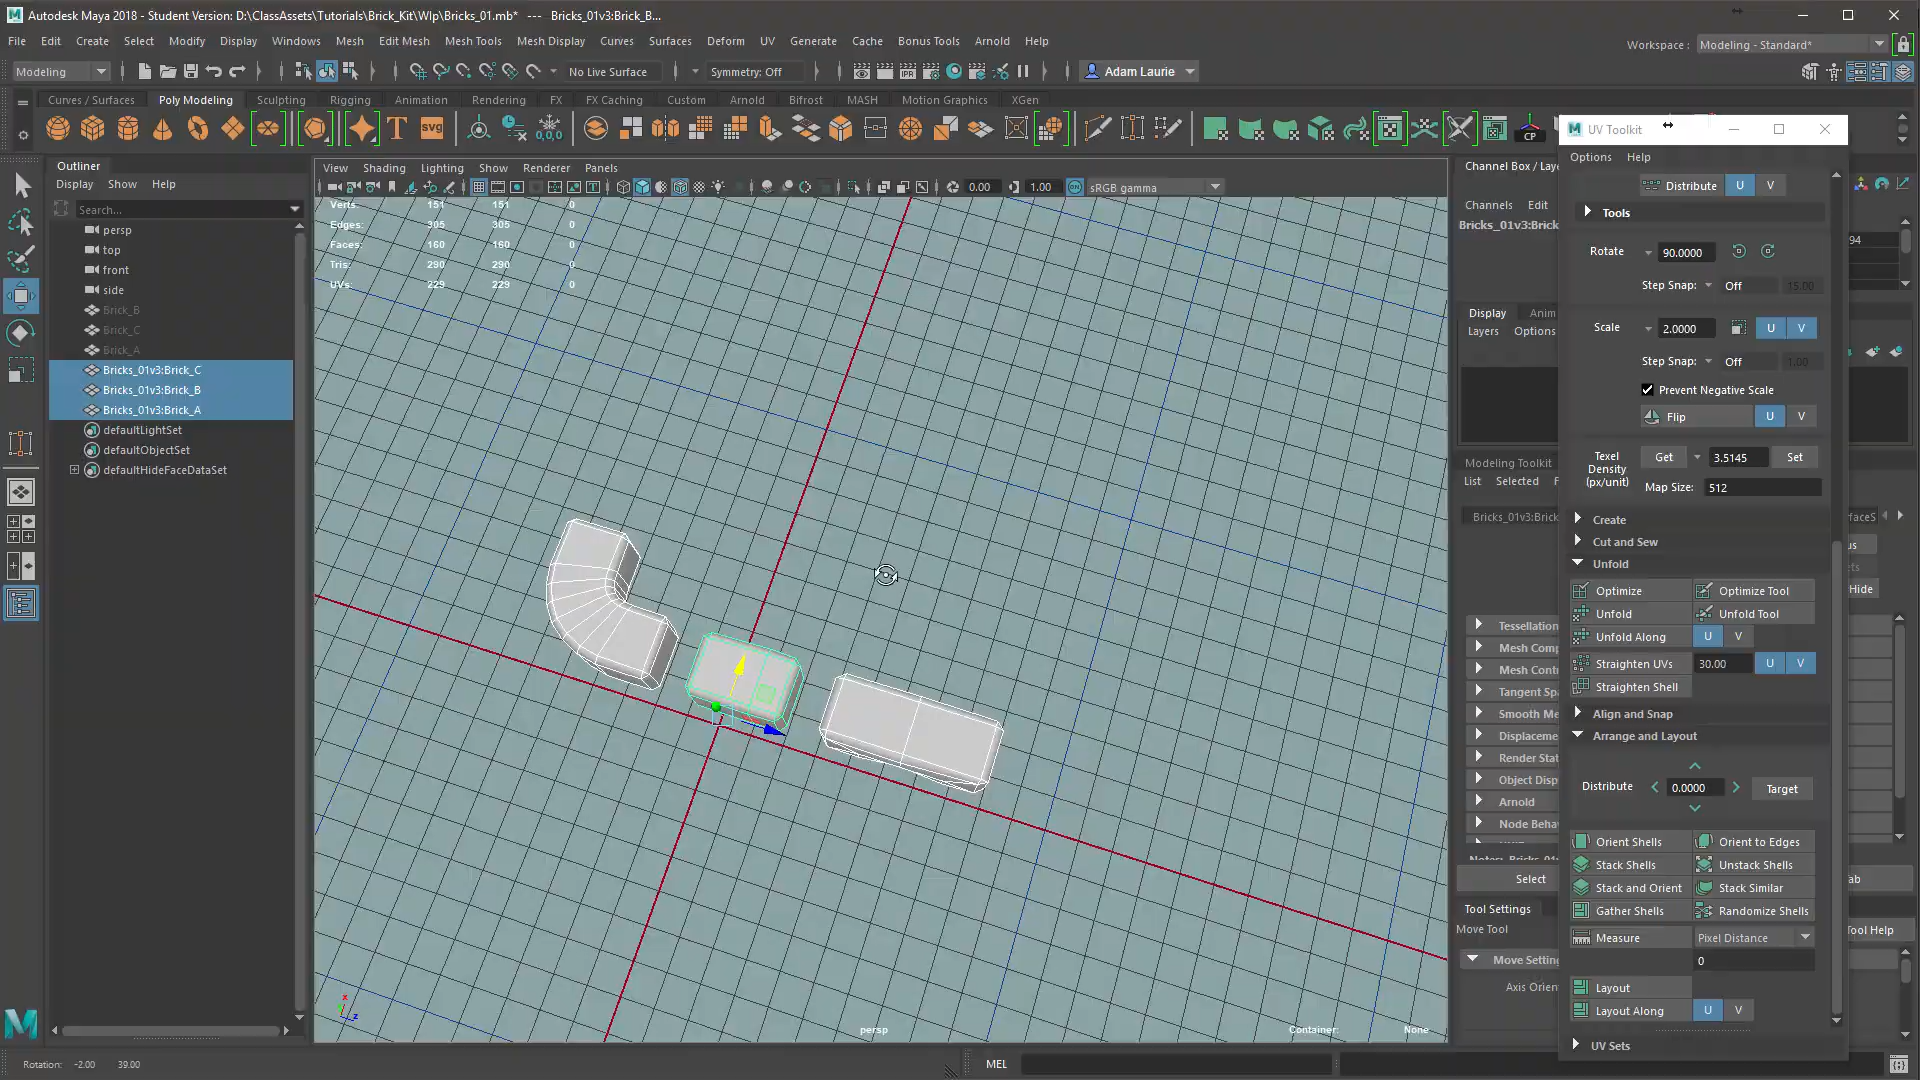 Autodesk Maya 2018 - Student Version: D:\ClassAssets\Tutorials\Brick_Kit\WIp\Bricks_01.mb*   ---   Bricks_01v3:Brick_B...
File Edit Create Select Modify Display Windows Mesh Edit Mesh Mesh Tools Mesh Display Curves Surfaces Deform UV Generate Cache Bonus Tools Arnold Help
Workspace : Modeling - Standard*
Modeling No Live Surface Symmetry: Off Adam Laurie
Curves / Surfaces Poly Modeling Sculpting Rigging Animation Rendering FX FX Caching Custom Arnold Bifrost MASH Motion Graphics XGen
T SVG 0,0,0 CP
Outliner
Display Show Help
Search...
persp
top
front
side
Brick_B
Brick_C
Brick_A
Bricks_01v3:Brick_C
Bricks_01v3:Brick_B
Bricks_01v3:Brick_A
defaultLightSet
defaultObjectSet
defaultHideFaceDataSet
View Shading Lighting Show Renderer Panels
0.00 1.00 sRGB gamma
Verts: 151 151 0
Edges: 305 305 0
Faces: 160 160 0
Tris: 290 290 0
UVs: 229 229 0
persp
Container: None
Channel Box / Laye
Channels Edit
Bricks_01v3:Brick
94
Display Anim
Layers Options
Modeling Toolkit
List Selected F
Bricks_01v3:Brick
Hide
Tessellation
Mesh Comp
Mesh Contr
Tangent Spa
Smooth Me
Displaceme
Render Stat
Object Disp
Arnold
Node Behav
Select
Tool Settings
Move Tool
Tool Help
Move Setting
Axis Orien
UV Toolkit
Options Help
Distribute U V
Tools
Rotate 90.0000
Step Snap: Off 15.00
Scale 2.0000 U V
Step Snap: Off 1.00
Prevent Negative Scale
Flip U V
Texel Density (px/unit) Get 3.5145 Set
Map Size: 512
Create
Cut and Sew
Unfold
Optimize Optimize Tool
Unfold Unfold Tool
Unfold Along U V
Straighten UVs 30.00 U V
Straighten Shell
Align and Snap
Arrange and Layout
Distribute 0.0000 Target
Orient Shells Orient to Edges
Stack Shells Unstack Shells
Stack and Orient Stack Similar
Gather Shells Randomize Shells
Measure Pixel Distance
0
Layout
Layout Along U V
UV Sets
Rotation: -2.00 39.00
MEL